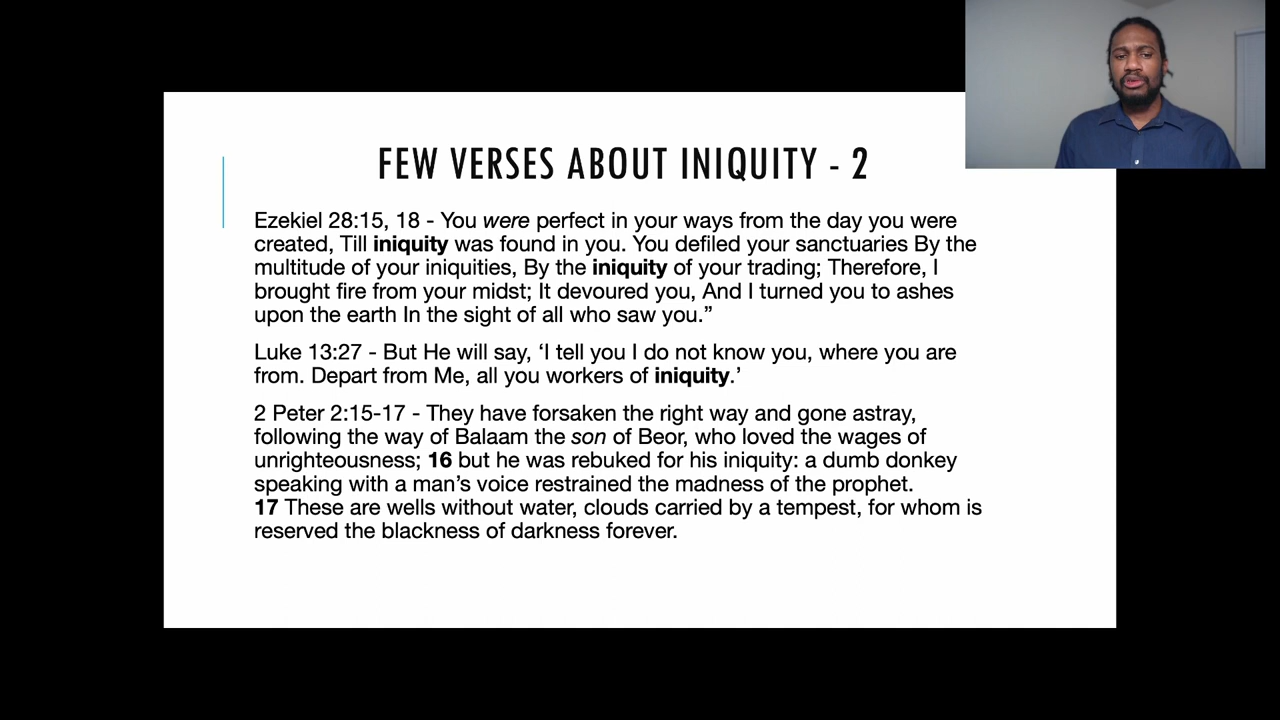 FEW VERSES ABOUT INIQUITY - 2
Ezekiel 28:15, 18 - You were perfect in your ways from the day you were
created, Till iniquity was found in you. You defiled your sanctuaries By the
multitude of your iniquities, By the iniquity of your trading; Therefore, I
brought fire from your midst; It devoured you, And I turned you to ashes
upon the earth In the sight of all who saw you.”
Luke 13:27 - But He will say, ‘I tell you I do not know you, where you are
from. Depart from Me, all you workers of iniquity.’
2 Peter 2:15-17 - They have forsaken the right way and gone astray,
following the way of Balaam the son of Beor, who loved the wages of
unrighteousness; 16 but he was rebuked for his iniquity: a dumb donkey
speaking with a man’s voice restrained the madness of the prophet.
17 These are wells without water, clouds carried by a tempest, for whom is
reserved the blackness of darkness forever.